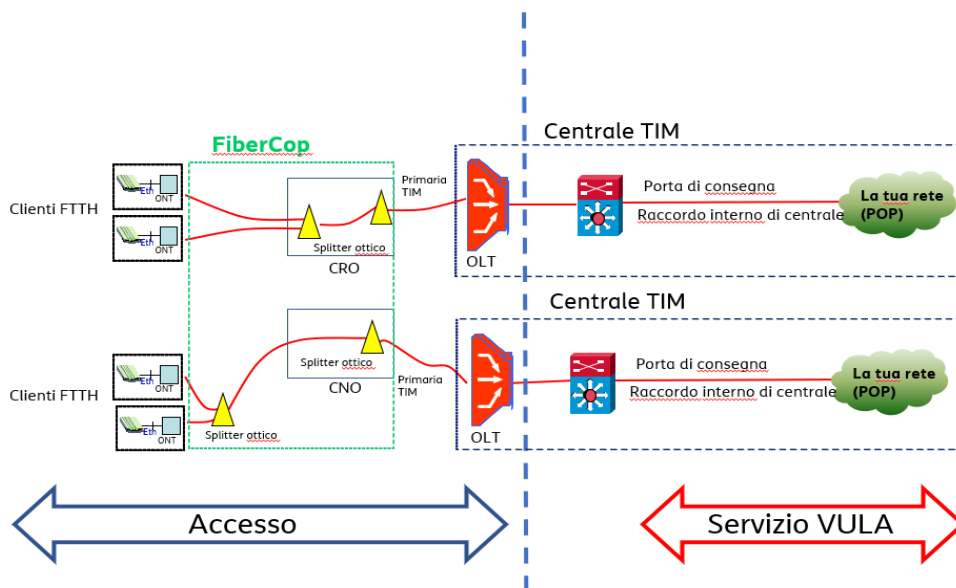 Centrale TIM
FiberCop
Primaria
TIM
Eth
ONT
Porta di consegna
La tua rete
(POP)
Clienti FTTH
Raccordo interno di centrale
Eth
ONT
Splitter ottico
OLT
CRO
Centrale TIM
Splitter ottico
Porta di consegna
La tua rete
(POP)
Eth
ONT
CNO
Primaria
TIM
Raccordo interno di centrale
Clienti FTTH
Eth
ONT
Splitter ottico
OLT
Accesso
Servizio VULA